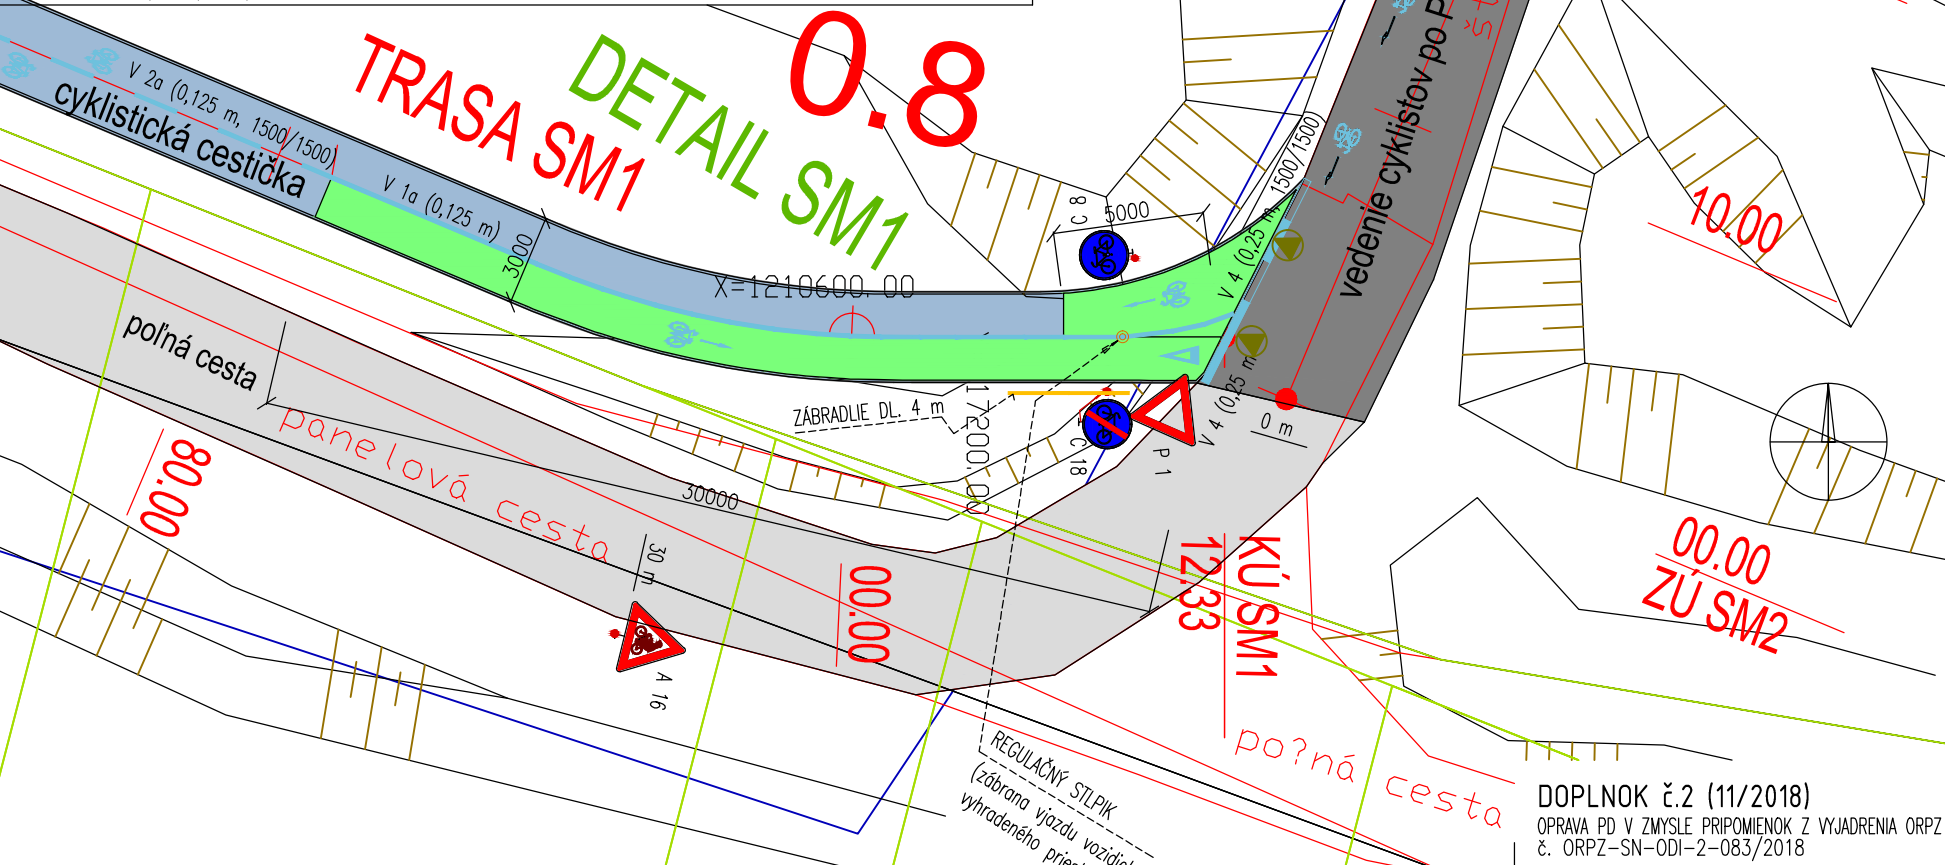 0.8
TRASA SM1
DETAIL SM1
V 2a (0,125 m, 1500/1500)
cyklistická cestička
V 1a (0,125 m)
3000
X=1210600.00
C 8
5000
1500/1500)
V 4 (0,25 m,
vedenie cyklistov po
10.00
poľná cesta
panelová cesta
ZÁBRADLIE DL. 4 m
C 18
P 1
V 4 (0,25 m
0 m
80.00
30000
30 m
A 16
00.00
KÚ SM1
12.33
00.00
ZÚ SM2
REGULAČNÝ STLPIK
(zábrana vjazdu
vyhradeného
po?ná cesta
DOPLNOK č.2 (11/2018)
OPRAVA PD V ZMYSLE PRIPOMIENOK Z VYJADRENIA ORPZ
č. ORPZ-SN-ODI-2-083/2018